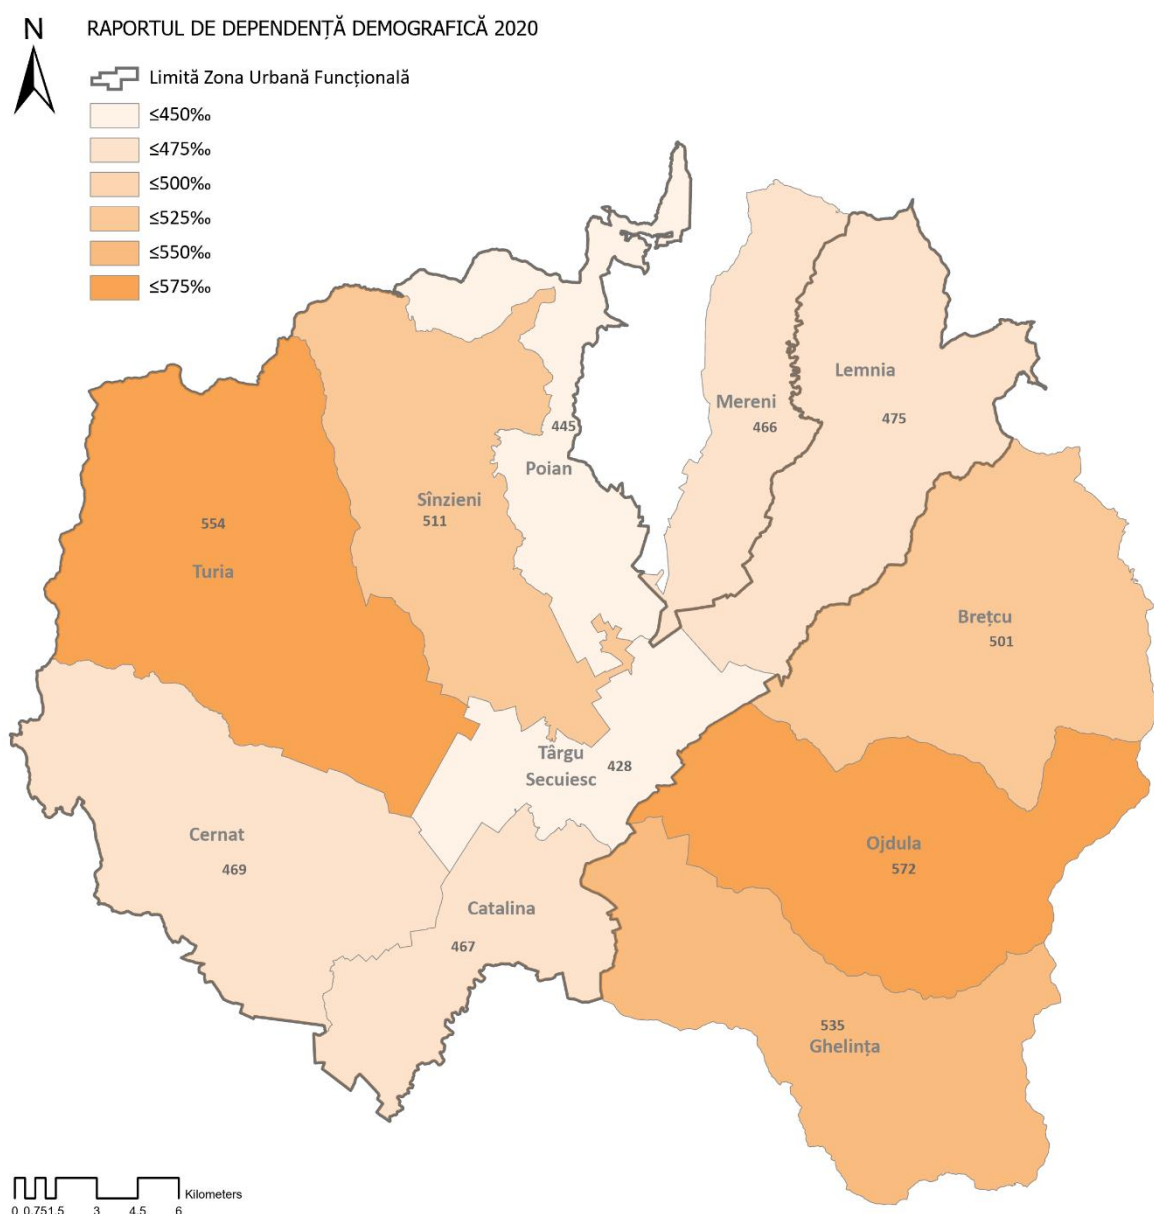 N
RAPORTUL DE DEPENDENȚĂ DEMOGRAFICĂ 2020
Limită Zona Urbană Funcțională
≤450‰
≤475‰
≤500‰
≤525‰
≤550‰
≤575‰
Lemnia
475
Mereni
466
445
Poian
Sînzieni
511
554
Turia
Brețcu
501
Târgu
Secuiesc
428
Cernat
469
Ojdula
572
Catalina
467
535
Ghelința
Kilometers
0 0.751.5 3 4.5 6